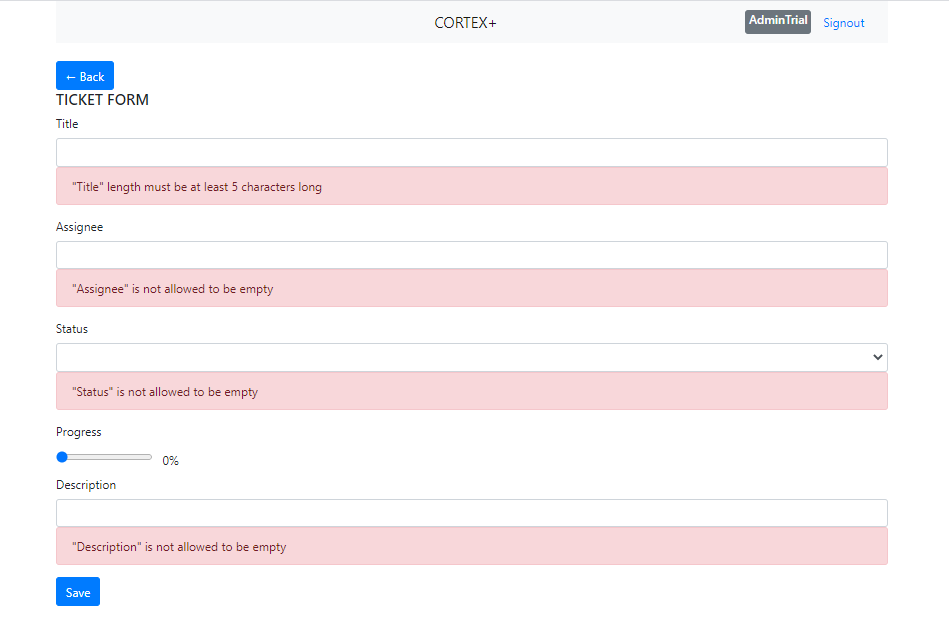 CORTEX+
AdminTrial
Signout
← Back
TICKET FORM
Title
"Title" length must be at least 5 characters long
Assignee
"Assignee" is not allowed to be empty
Status
"Status" is not allowed to be empty
Progress
0%
Description
"Description" is not allowed to be empty
Save